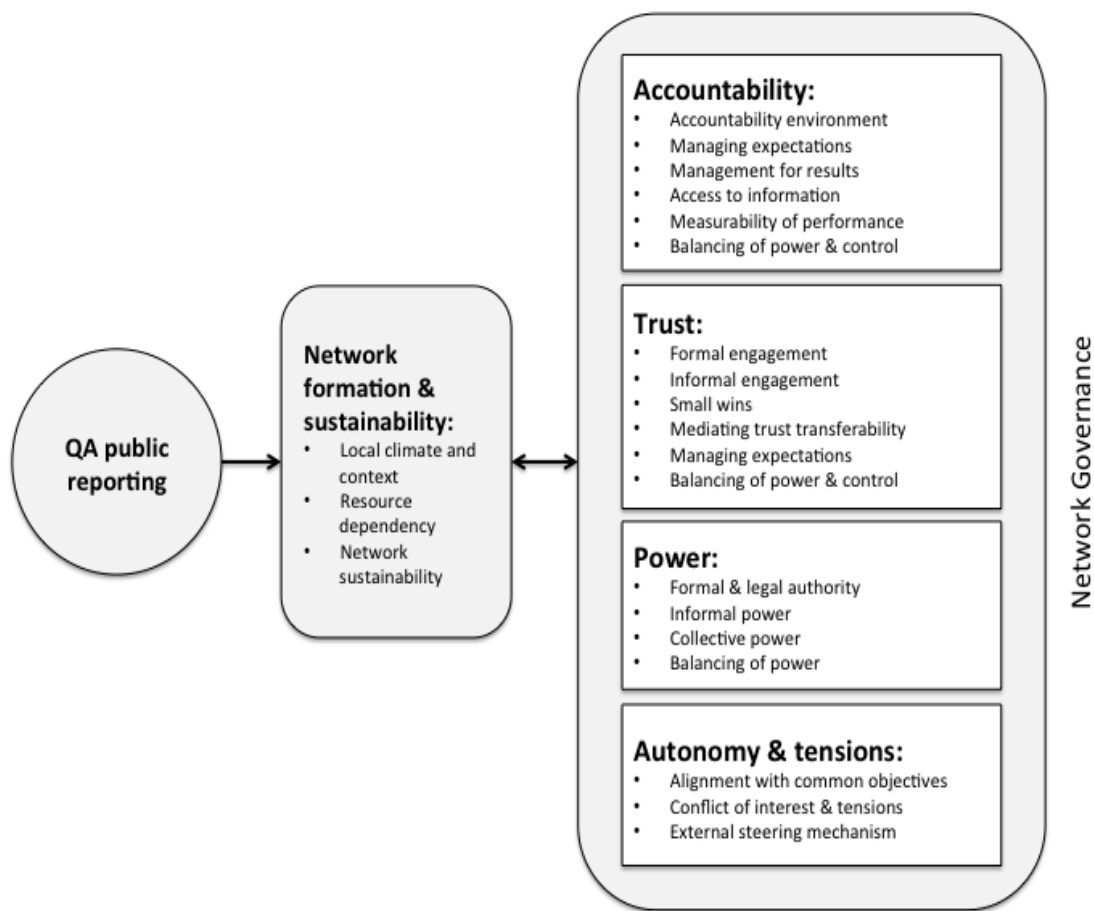 QA public
reporting
Network
formation &
sustainability:
• Local climate and
context
• Resource
dependency
• Network
sustainability
Accountability:
• Accountability environment
• Managing expectations
• Management for results
• Access to information
• Measurability of performance
• Balancing of power & control
Trust:
• Formal engagement
• Informal engagement
• Small wins
• Mediating trust transferability
• Managing expectations
• Balancing of power & control
Power:
• Formal & legal authority
• Informal power
• Collective power
• Balancing of power
Autonomy & tensions:
• Alignment with common objectives
• Conflict of interest & tensions
• External steering mechanism
Network Governance